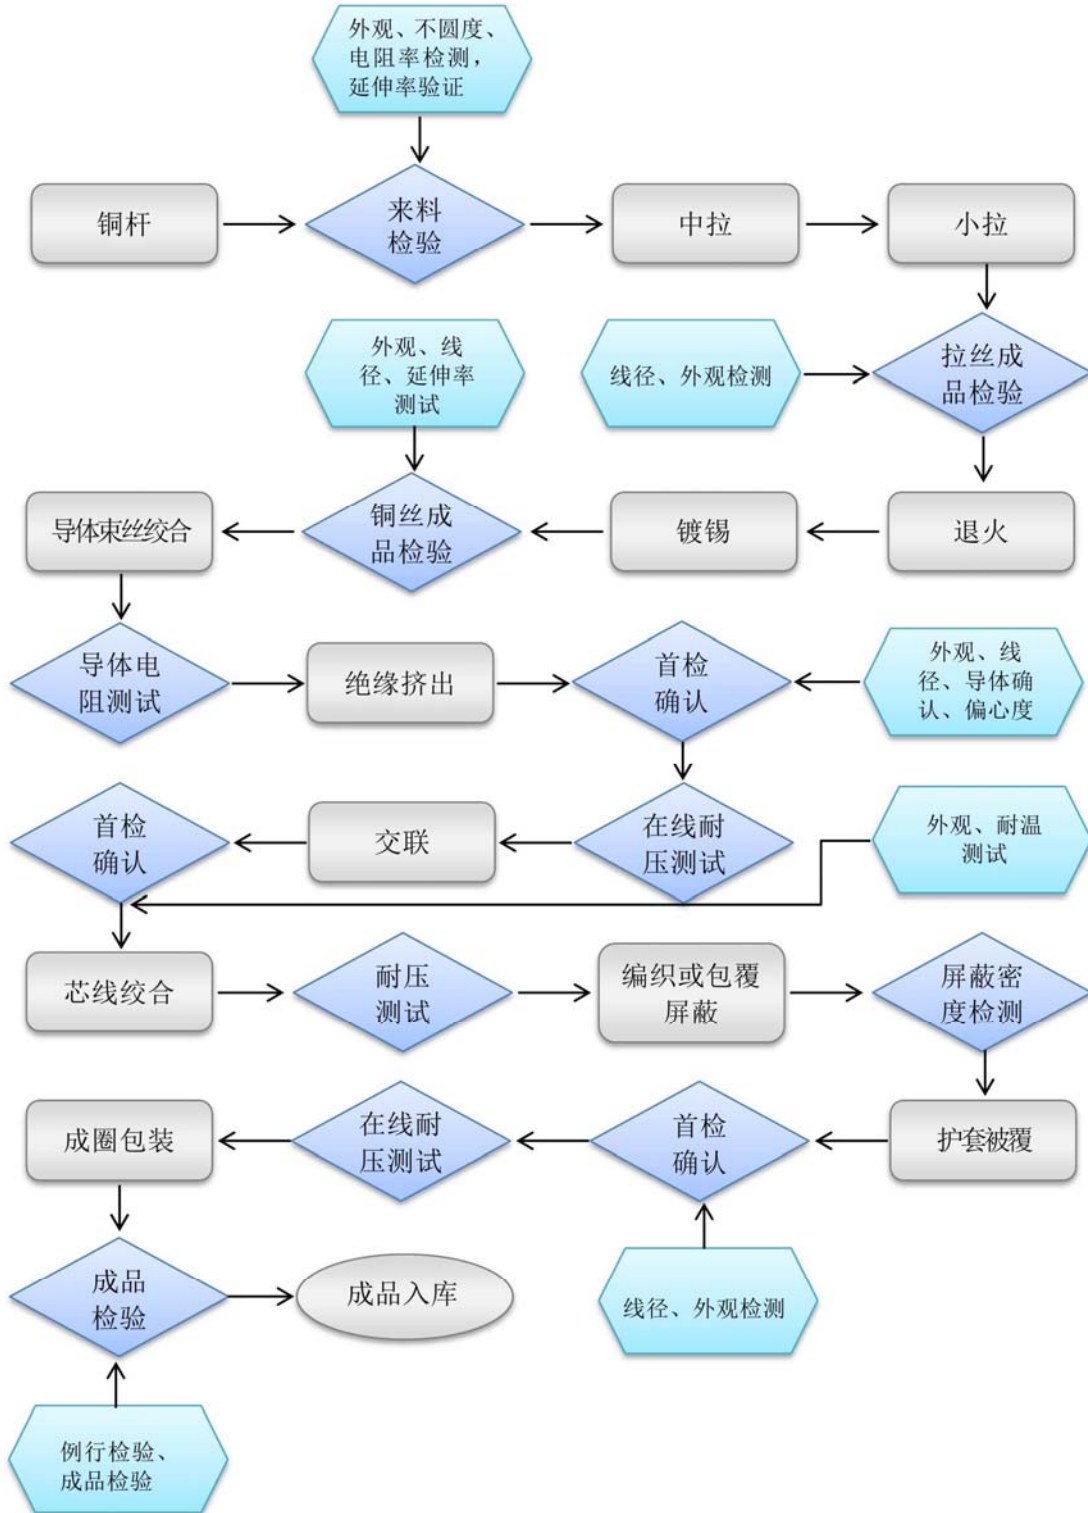 外观、不圆度、
电阻率检测，
延伸率验证
铜杆
来料
检验
中拉
小拉
外观、线
径、延伸率
测试
线径、外观检测
拉丝成
品检验
导体束丝绞合
铜丝成
品检验
镀锡
退火
导体电
阻测试
绝缘挤出
首检
确认
外观、线
径、导体确
认、偏心度
首检
确认
交联
在线耐
压测试
外观、耐温
测试
芯线绞合
耐压
测试
编织或包覆
屏蔽
屏蔽密
度检测
成圈包装
在线耐
压测试
首检
确认
护套被覆
成品
检验
成品入库
线径、外观检测
例行检验、
成品检验